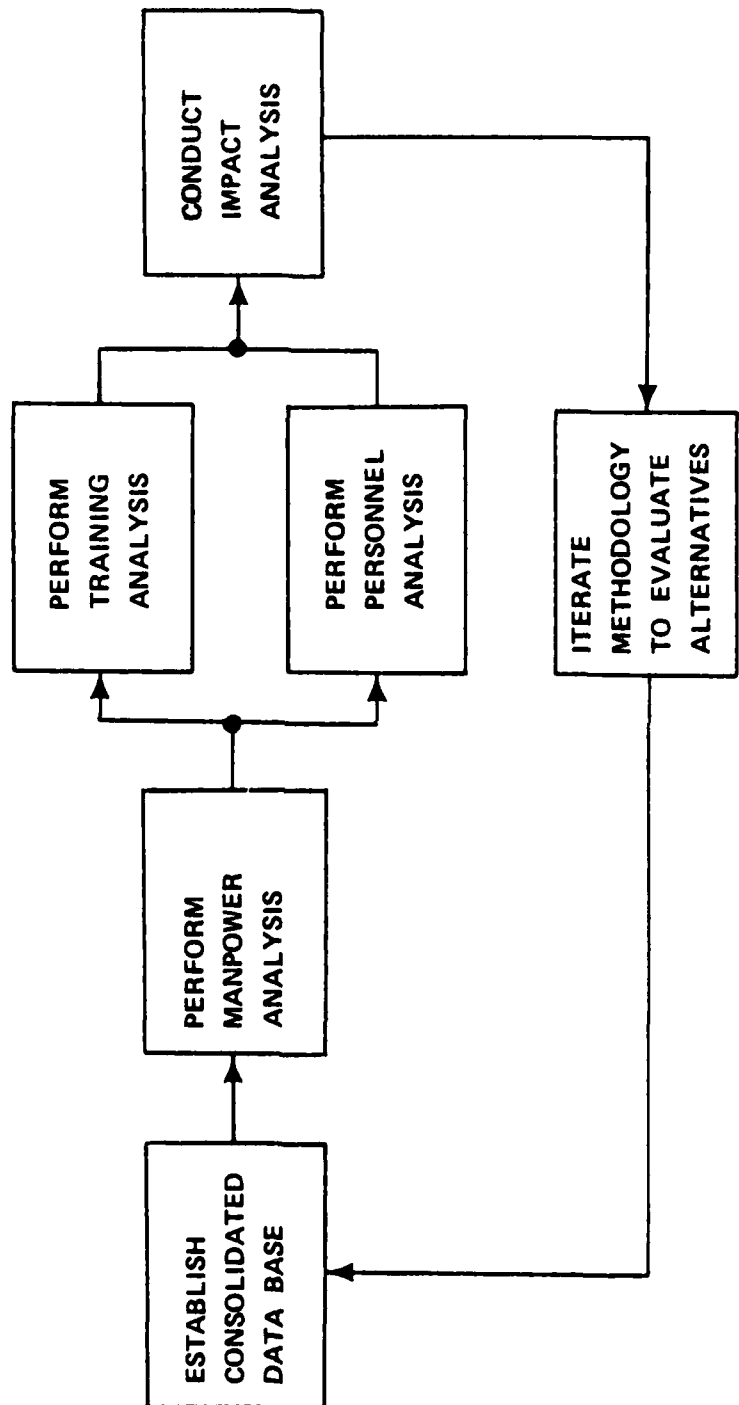 ESTABLISH
CONSOLIDATED
DATA BASE
PERFORM
MANPOWER
ANALYSIS
PERFORM
TRAINING
ANALYSIS
PERFORM
PERSONNEL
ANALYSIS
CONDUCT
IMPACT
ANALYSIS
ITERATE
METHODOLOGY
TO EVALUATE
ALTERNATIVES